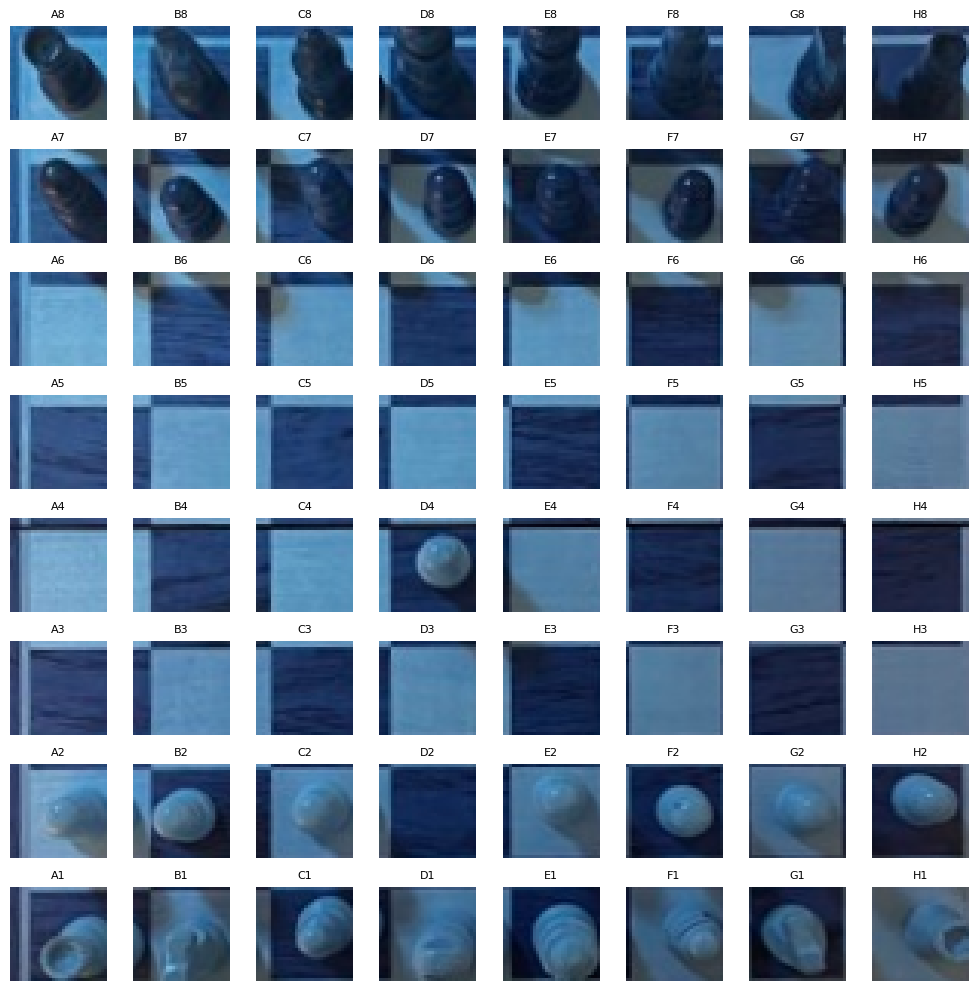 A8 B8 C8 D8 E8 F8 G8 H8
A7 B7 C7 D7 E7 F7 G7 H7
A6 B6 C6 D6 E6 F6 G6 H6
A5 B5 C5 D5 E5 F5 G5 H5
A4 B4 C4 D4 E4 F4 G4 H4
A3 B3 C3 D3 E3 F3 G3 H3
A2 B2 C2 D2 E2 F2 G2 H2
A1 B1 C1 D1 E1 F1 G1 H1